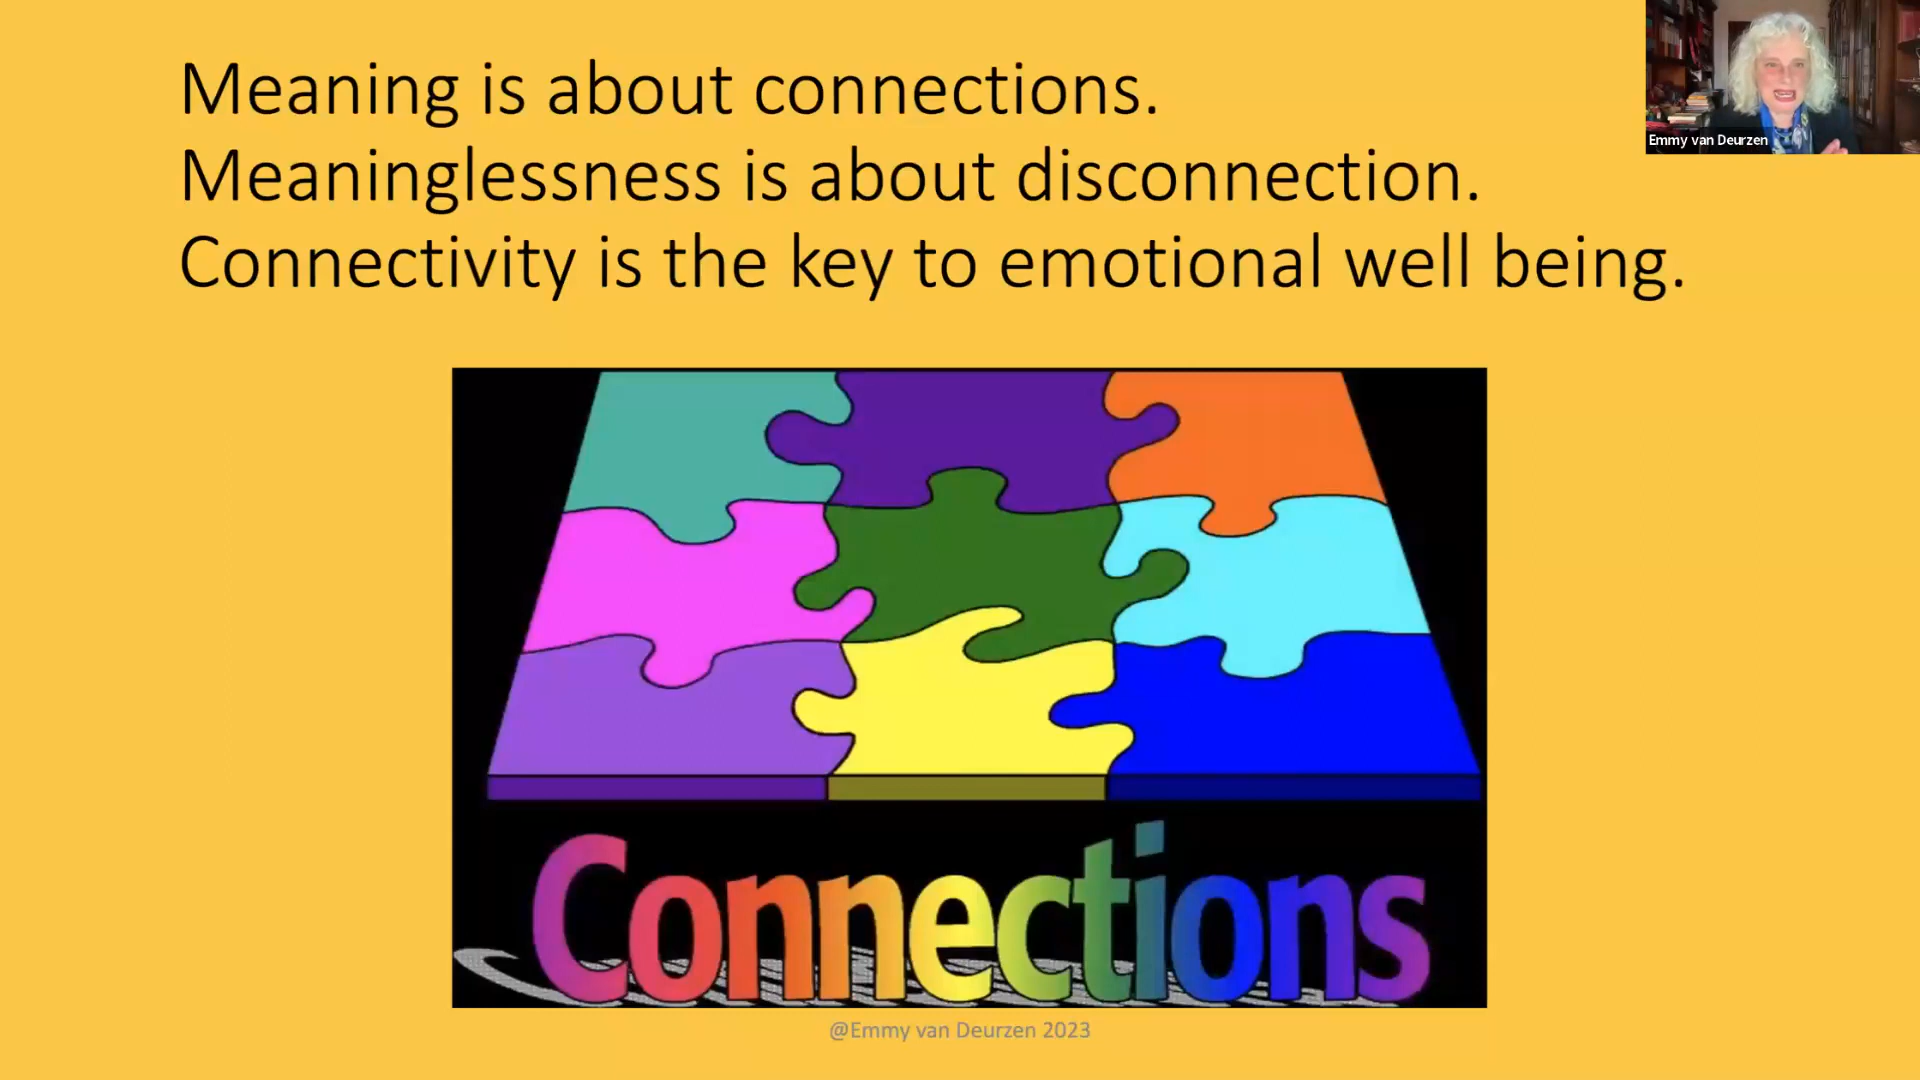 Meaning is about connections.
Meaninglessness is about disconnection.
Connectivity is the key to emotional well being.
Emmy van Deurzen
Connections
@Emmy van Deurzen 2023